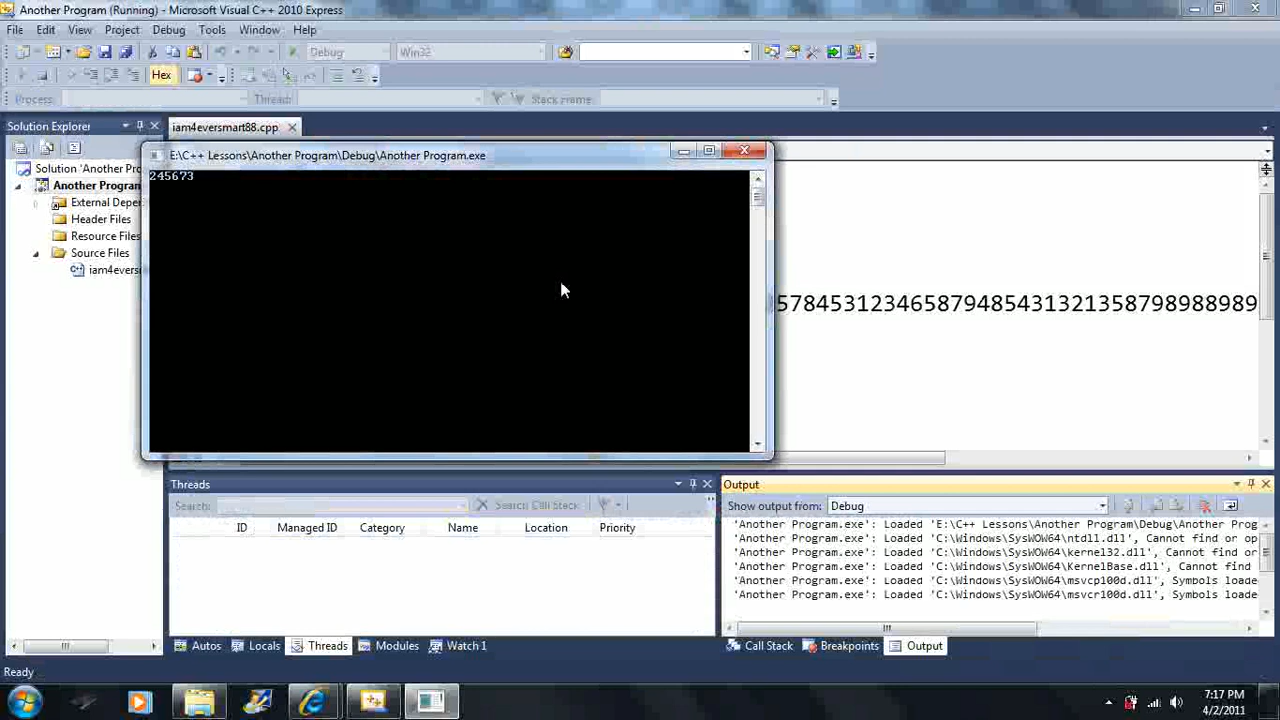 Another Program (Running) - Microsoft Visual C++ 2010 Express
File Edit View Project Debug Tools Window Help
Debug Win32
Hex
Process: Thread: Stack Frame:
Solution Explorer
iam4eversmart88.cpp
Solution 'Another Pro
Another Program
External Depe
Header Files
Resource Files
Source Files
iam4evers
E:\C++ Lessons\Another Program\Debug\Another Program.exe
245673
5784531234658794854313213587989889898
Threads
Search: Search Call Stack
ID Managed ID Category Name Location Priority
Output
Show output from: Debug
'Another Program.exe': Loaded 'E:\C++ Lessons\Another Program\Debug\Another Prog
'Another Program.exe': Loaded 'C:\Windows\SysWOW64\ntdll.dll', Cannot find or op
'Another Program.exe': Loaded 'C:\Windows\SysWOW64\kernel32.dll', Cannot find or
'Another Program.exe': Loaded 'C:\Windows\SysWOW64\KernelBase.dll', Cannot find
'Another Program.exe': Loaded 'C:\Windows\SysWOW64\msvcp100d.dll', Symbols loade
'Another Program.exe': Loaded 'C:\Windows\SysWOW64\msvcr100d.dll', Symbols loade
Autos Locals Threads Modules Watch 1
Call Stack Breakpoints Output
Ready
7:17 PM
4/2/2011